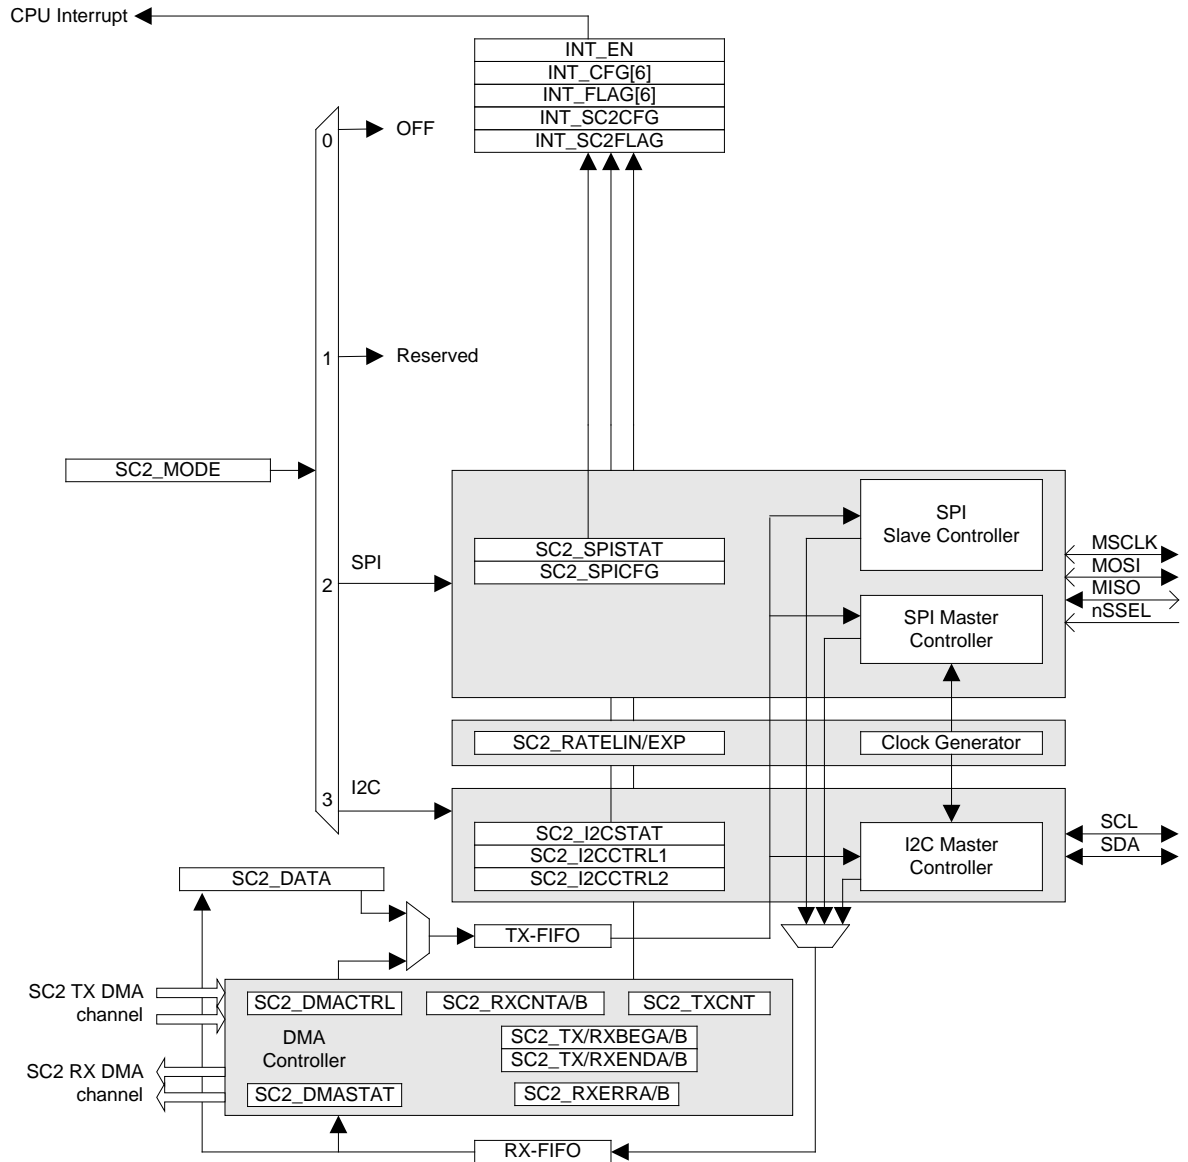 CPU Interrupt
INT_EN
INT_CFG[6]
INT_FLAG[6]
INT_SC2CFG
INT_SC2FLAG
0
OFF
1
Reserved
SC2_MODE
SPI
Slave Controller
SC2_SPISTAT
SC2_SPICFG
SPI
2
MSCLK
MOSI
MISO
nSSEL
SPI Master
Controller
SC2_RATELIN/EXP
Clock Generator
I2C
3
SC2_I2CSTAT
SC2_I2CCTRL1
SC2_I2CCTRL2
I2C Master
Controller
SCL
SDA
SC2_DATA
TX-FIFO
SC2 TX DMA
channel
SC2_DMACTRL
SC2_RXCNTA/B
SC2_TXCNT
DMA
Controller
SC2_TX/RXBEGA/B
SC2_TX/RXENDA/B
SC2 RX DMA
channel
SC2_DMASTAT
SC2_RXERRA/B
RX-FIFO